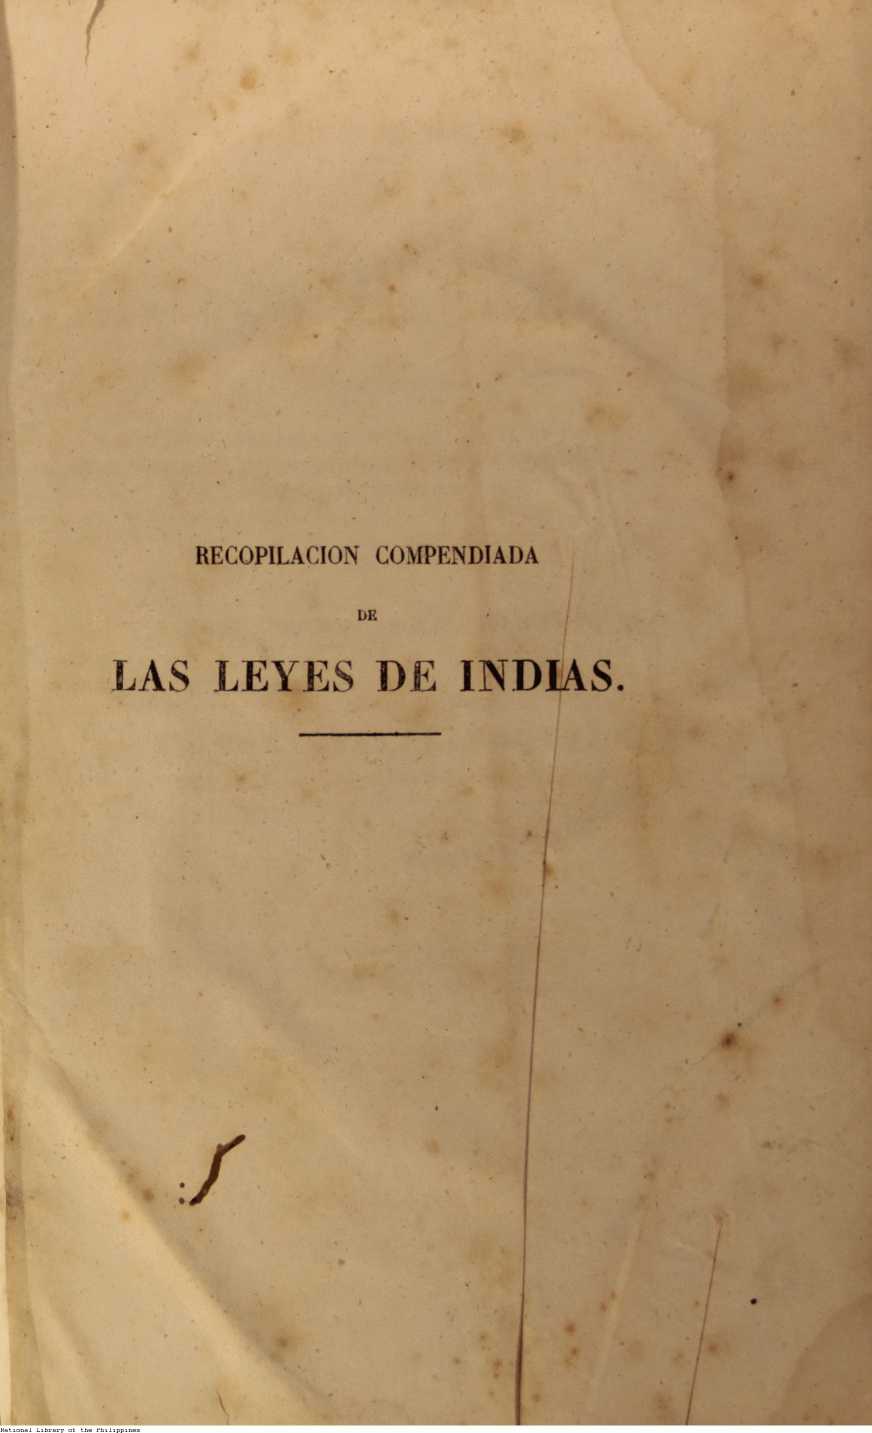 RECOPILACION COMPENDIADA
DE
LAS LEYES DE INDIAS.
National Library of the Philippines